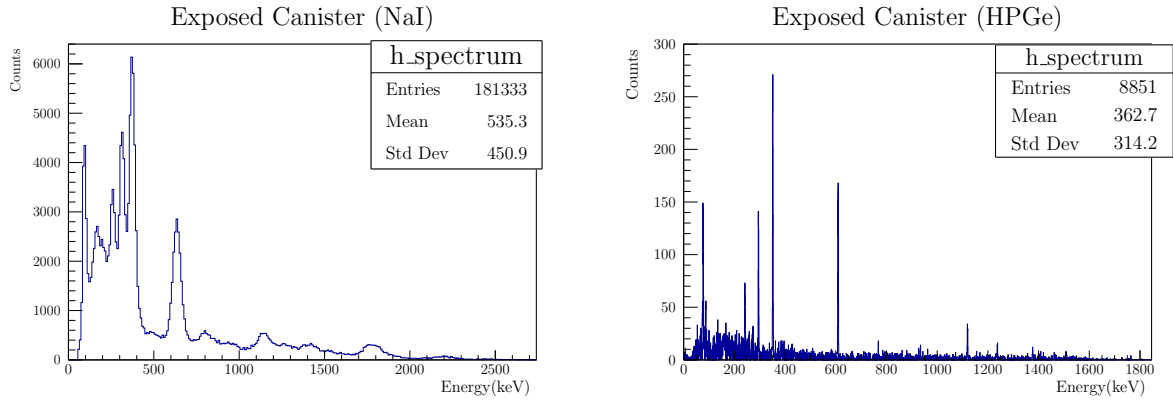 Exposed Canister (NaI)
Counts
h_spectrum
Entries 181333
Mean 535.3
Std Dev 450.9
6000
5000
4000
3000
2000
1000
0
0 500 1000 1500 2000 2500
Energy(keV)
Exposed Canister (HPGe)
Counts
h_spectrum
Entries 8851
Mean 362.7
Std Dev 314.2
300
250
200
150
100
50
0
0 200 400 600 800 1000 1200 1400 1600 1800
Energy(keV)